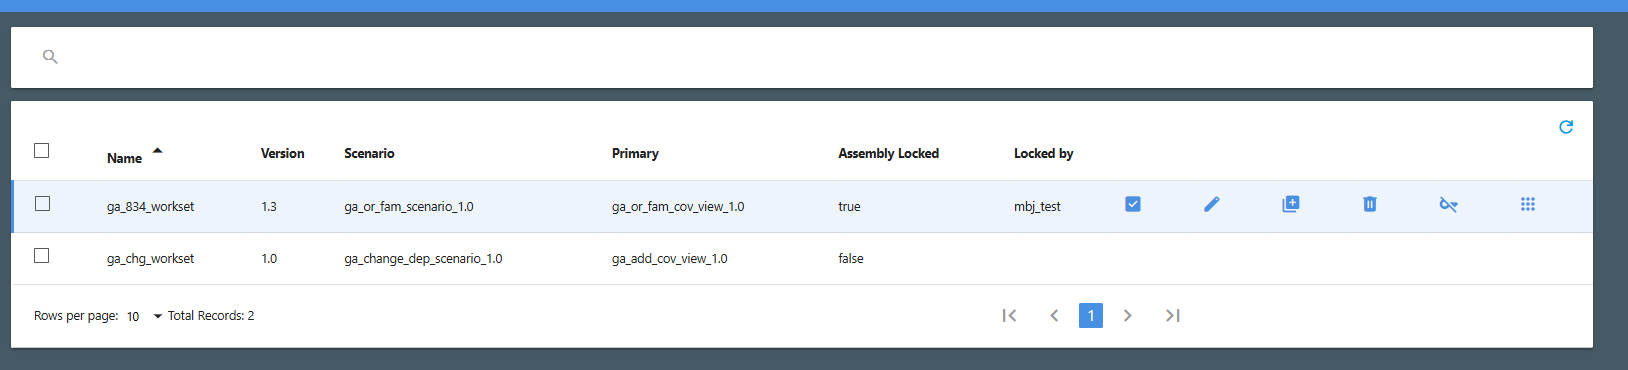 Name Version Scenario Primary Assembly Locked Locked by
ga_834_workset 1.3 ga_or_fam_scenario_1.0 ga_or_fam_cov_view_1.0 true mbj_test
ga_chg_workset 1.0 ga_change_dep_scenario_1.0 ga_add_cov_view_1.0 false
Rows per page: 10 Total Records: 2 1